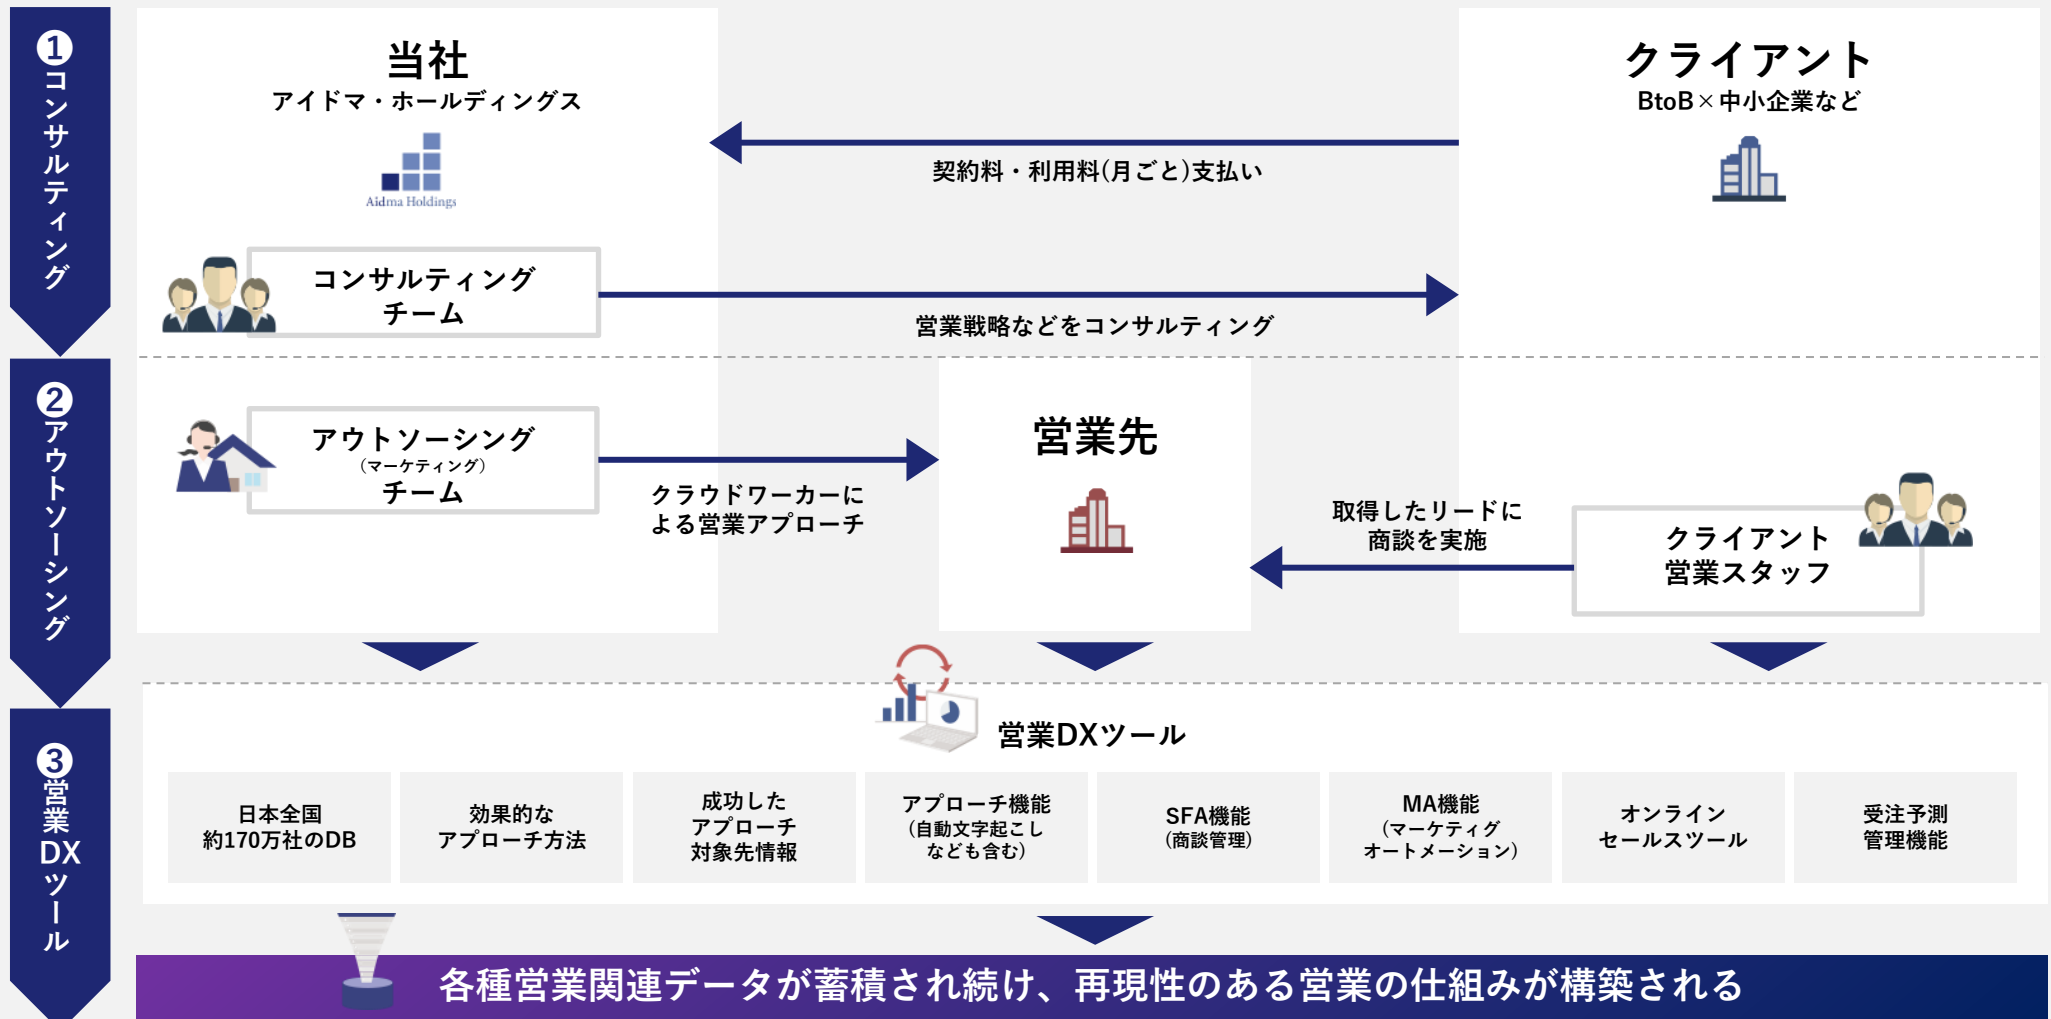 ❶コンサルティング
当社
アイドマ・ホールディングス
Aidma Holdings
クライアント
BtoB×中小企業など
契約料・利用料(月ごと)支払い
コンサルティング
チーム
営業戦略などをコンサルティング
❷アウトソーシング
アウトソーシング
（マーケティング）
チーム
クラウドワーカーに
よる営業アプローチ
営業先
取得したリードに
商談を実施
クライアント
営業スタッフ
❸営業DXツール
営業DXツール
日本全国
約170万社のDB
効果的な
アプローチ方法
成功した
アプローチ
対象先情報
アプローチ機能
(自動文字起こし
なども含む)
SFA機能
(商談管理)
MA機能
(マーケティグ
オートメーション)
オンライン
セールスツール
受注予測
管理機能
各種営業関連データが蓄積され続け、再現性のある営業の仕組みが構築される